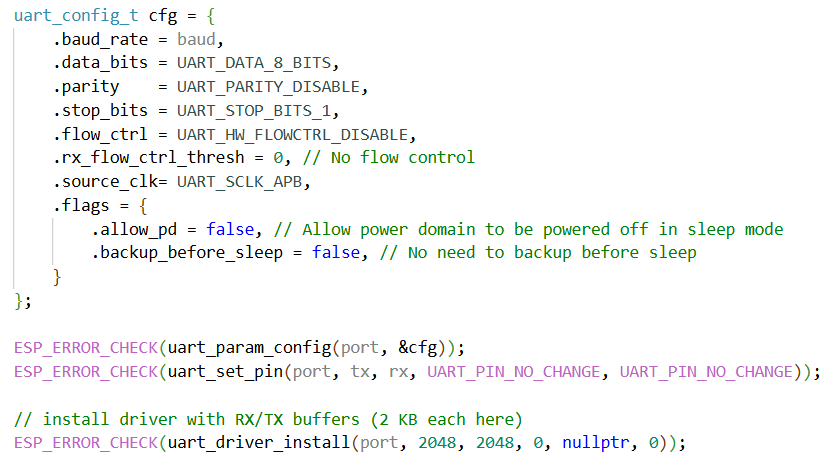 uart_config_t cfg = {
    .baud_rate = baud,
    .data_bits = UART_DATA_8_BITS,
    .parity    = UART_PARITY_DISABLE,
    .stop_bits = UART_STOP_BITS_1,
    .flow_ctrl = UART_HW_FLOWCTRL_DISABLE,
    .rx_flow_ctrl_thresh = 0, // No flow control
    .source_clk= UART_SCLK_APB,
    .flags = {
        .allow_pd = false, // Allow power domain to be powered off in sleep mode
        .backup_before_sleep = false, // No need to backup before sleep
    }
};

ESP_ERROR_CHECK(uart_param_config(port, &cfg));
ESP_ERROR_CHECK(uart_set_pin(port, tx, rx, UART_PIN_NO_CHANGE, UART_PIN_NO_CHANGE));

// install driver with RX/TX buffers (2 KB each here)
ESP_ERROR_CHECK(uart_driver_install(port, 2048, 2048, 0, nullptr, 0));